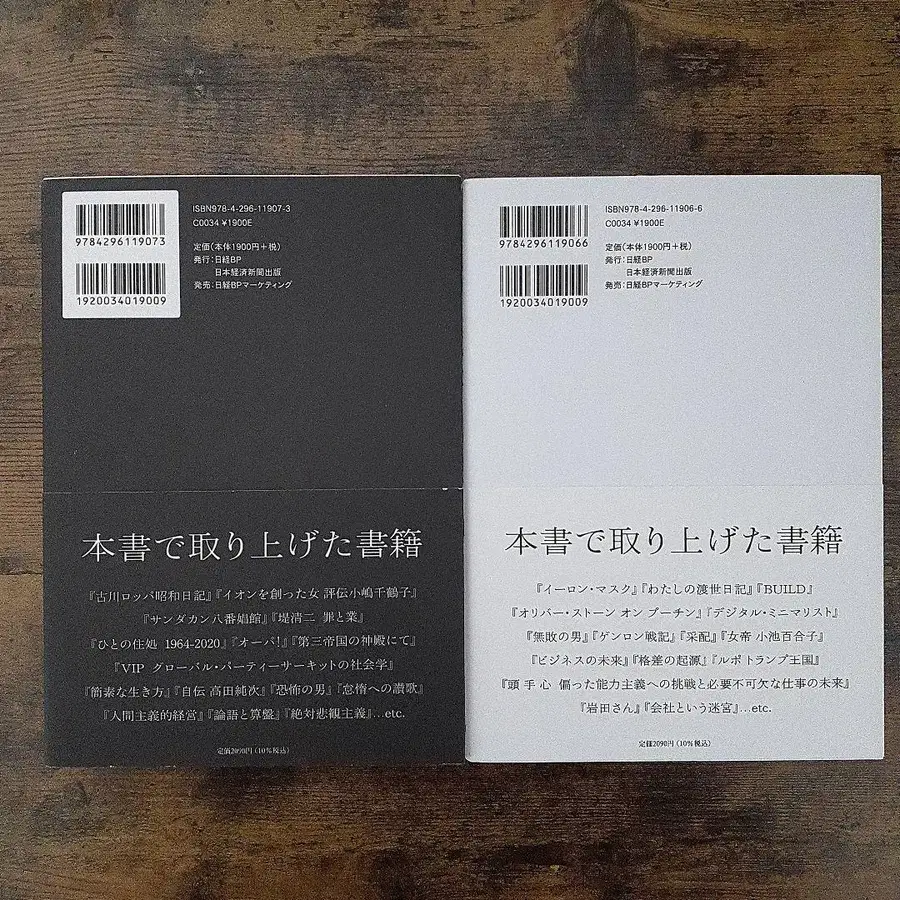 ISBN978-4-296-11907-3
C0034 ¥1900E
9784296119073
定価(本体1900円+税)
発行:日経BP
日本経済新聞出版
発売:日経BPマーケティング
1920034019009
本書で取り上げた書籍
『古川ロッパ昭和日記』『イオンを創った女 評伝小嶋千鶴子』
『サンダカン八番娼館』『堤清二 罪と業』
『ひとの住処 1964-2020』『オーパ!』『第三帝国の神殿にて』
『VIP グローバル・パーティーサーキットの社会学』
『簡素な生き方』『自伝 高田純次』『恐怖の男』『怠惰への讃歌』
『人間主義的経営』『論語と算盤』『絶対悲観主義』...etc.
定価2090円(10%税込)
ISBN978-4-296-11906-6
C0034 ¥1900E
9784296119066
定価(本体1900円+税)
発行:日経BP
日本経済新聞出版
発売:日経BPマーケティング
1920034019009
本書で取り上げた書籍
『イーロン・マスク』『わたしの渡世日記』『BUILD』
『オリバー・ストーン オン プーチン』『デジタル・ミニマリスト』
『無敗の男』『ゲンロン戦記』『采配』『女帝 小池百合子』
『ビジネスの未来』『格差の起源』『ルポ トランプ王国』
『頭 手 心 偏った能力主義への挑戦と必要不可欠な仕事の未来』
『岩田さん』『会社という迷宮』...etc.
定価2090円(10%税込)